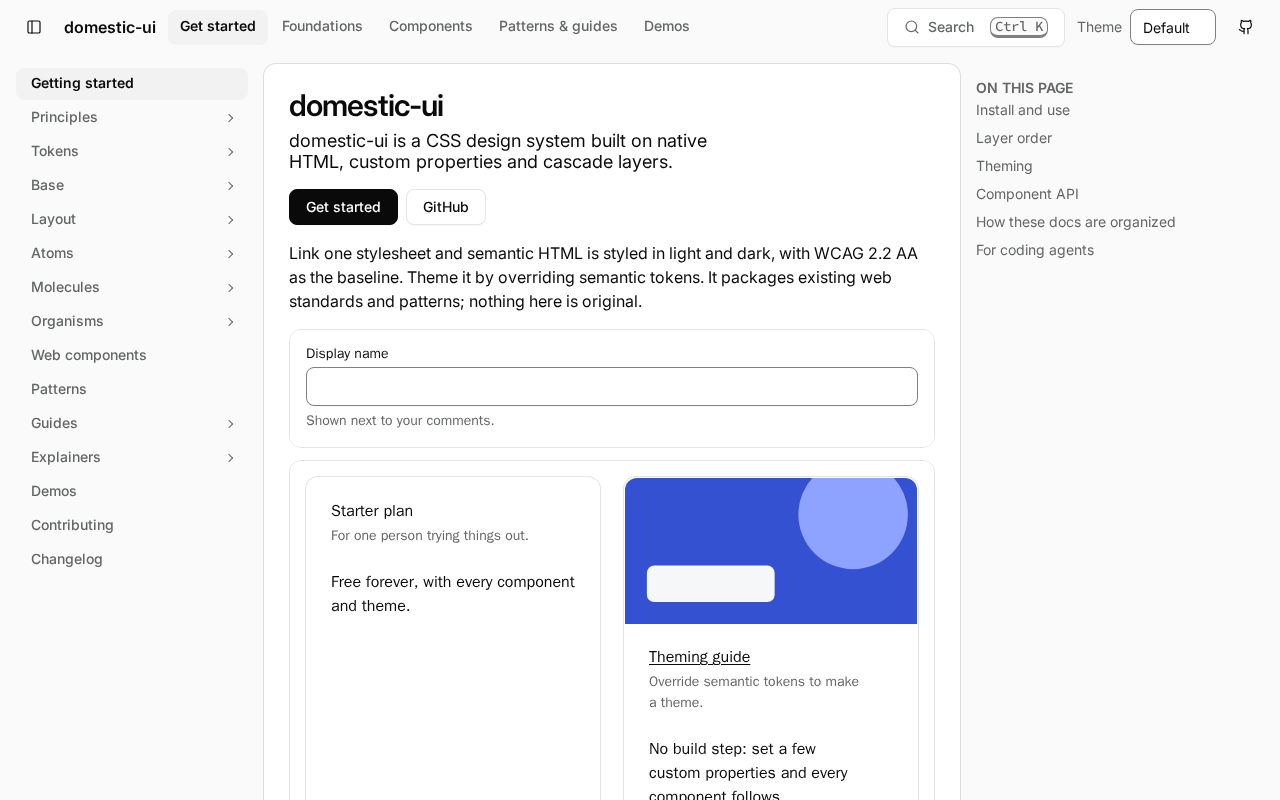 domestic-ui
Get started
Foundations
Components
Patterns & guides
Demos
Search
Ctrl K
Theme
Default
Getting started
Principles
Tokens
Base
Layout
Atoms
Molecules
Organisms
Web components
Patterns
Guides
Explainers
Demos
Contributing
Changelog
domestic-ui
domestic-ui is a CSS design system built on native
HTML, custom properties and cascade layers.
Get started
GitHub
Link one stylesheet and semantic HTML is styled in light and dark, with WCAG 2.2 AA
as the baseline. Theme it by overriding semantic tokens. It packages existing web
standards and patterns; nothing here is original.
Display name
Shown next to your comments.
Starter plan
For one person trying things out.
Free forever, with every component
and theme.
Theming guide
Override semantic tokens to make
a theme.
No build step: set a few
custom properties and every
component follows.
ON THIS PAGE
Install and use
Layer order
Theming
Component API
How these docs are organized
For coding agents